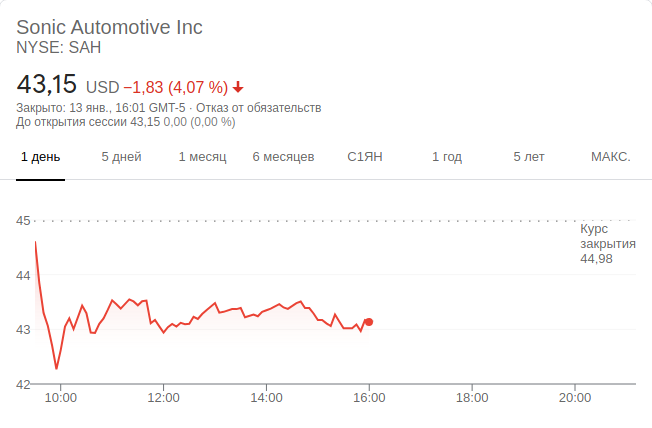 Sonic Automotive Inc
NYSE: SAH
43,15 USD −1,83 (4,07 %)
Закрыто: 13 янв., 16:01 GMT-5 · Отказ от обязательств
До открытия сессии 43,15 0,00 (0,00 %)
1 день 5 дней 1 месяц 6 месяцев С1ЯН 1 год 5 лет МАКС.
45
Курс
закрытия
44,98
44
43
42
10:00 12:00 14:00 16:00 18:00 20:00